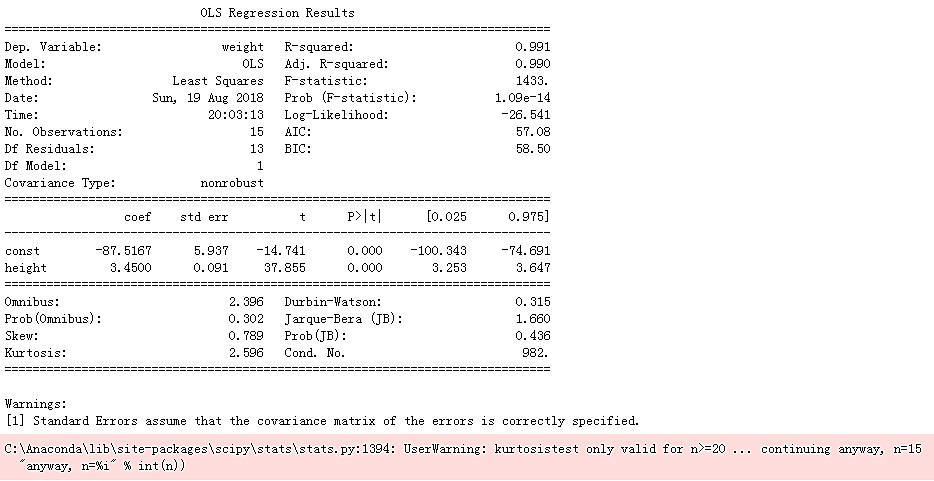 OLS Regression Results
==============================================================================
Dep. Variable:                 weight   R-squared:                       0.991
Model:                            OLS   Adj. R-squared:                  0.990
Method:                 Least Squares   F-statistic:                     1433.
Date:                Sun, 19 Aug 2018   Prob (F-statistic):           1.09e-14
Time:                        20:03:13   Log-Likelihood:                -26.541
No. Observations:                  15   AIC:                             57.08
Df Residuals:                      13   BIC:                             58.50
Df Model:                           1
Covariance Type:            nonrobust
==============================================================================
                 coef    std err          t      P>|t|      [0.025      0.975]
------------------------------------------------------------------------------
const        -87.5167      5.937    -14.741      0.000    -100.343     -74.691
height         3.4500      0.091     37.855      0.000       3.253       3.647
==============================================================================
Omnibus:                        2.396   Durbin-Watson:                   0.315
Prob(Omnibus):                  0.302   Jarque-Bera (JB):                1.660
Skew:                           0.789   Prob(JB):                        0.436
Kurtosis:                       2.596   Cond. No.                         982.
==============================================================================
Warnings:
[1] Standard Errors assume that the covariance matrix of the errors is correctly specified.
C:\Anaconda\lib\site-packages\scipy\stats\stats.py:1394: UserWarning: kurtosistest only valid for n>=20 ... continuing anyway, n=15
  "anyway, n=%i" % int(n))